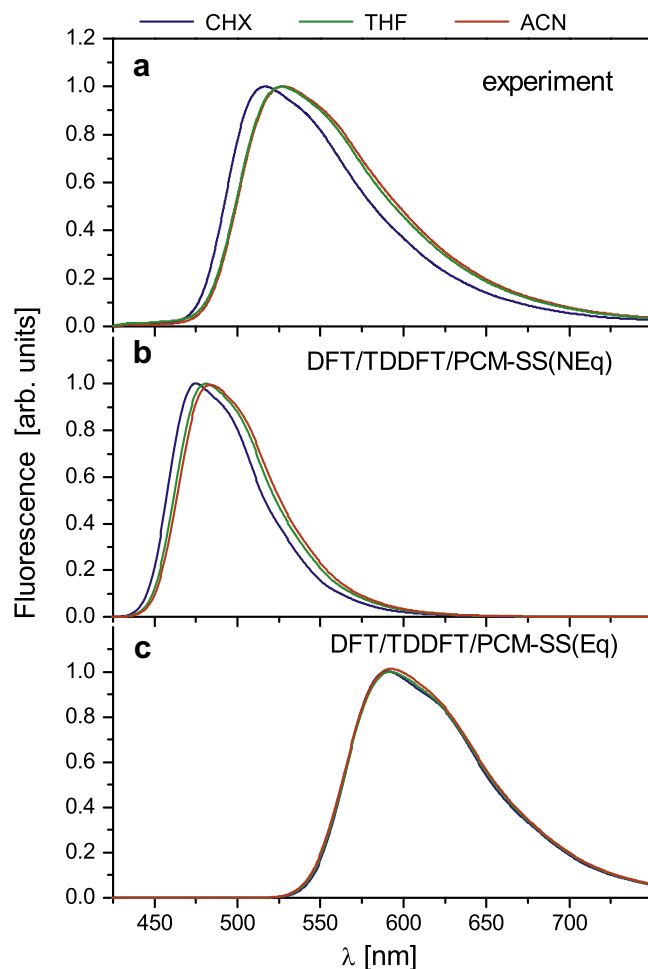 CHX THF ACN
a
experiment
1.0
0.8
0.6
0.4
0.2
0.0
b
DFT/TDDFT/PCM-SS(NEq)
1.0
0.8
0.6
0.4
0.2
0.0
c
DFT/TDDFT/PCM-SS(Eq)
1.0
0.8
0.6
0.4
0.2
0.0
Fluorescence [arb. units]
450 500 550 600 650 700
λ [nm]